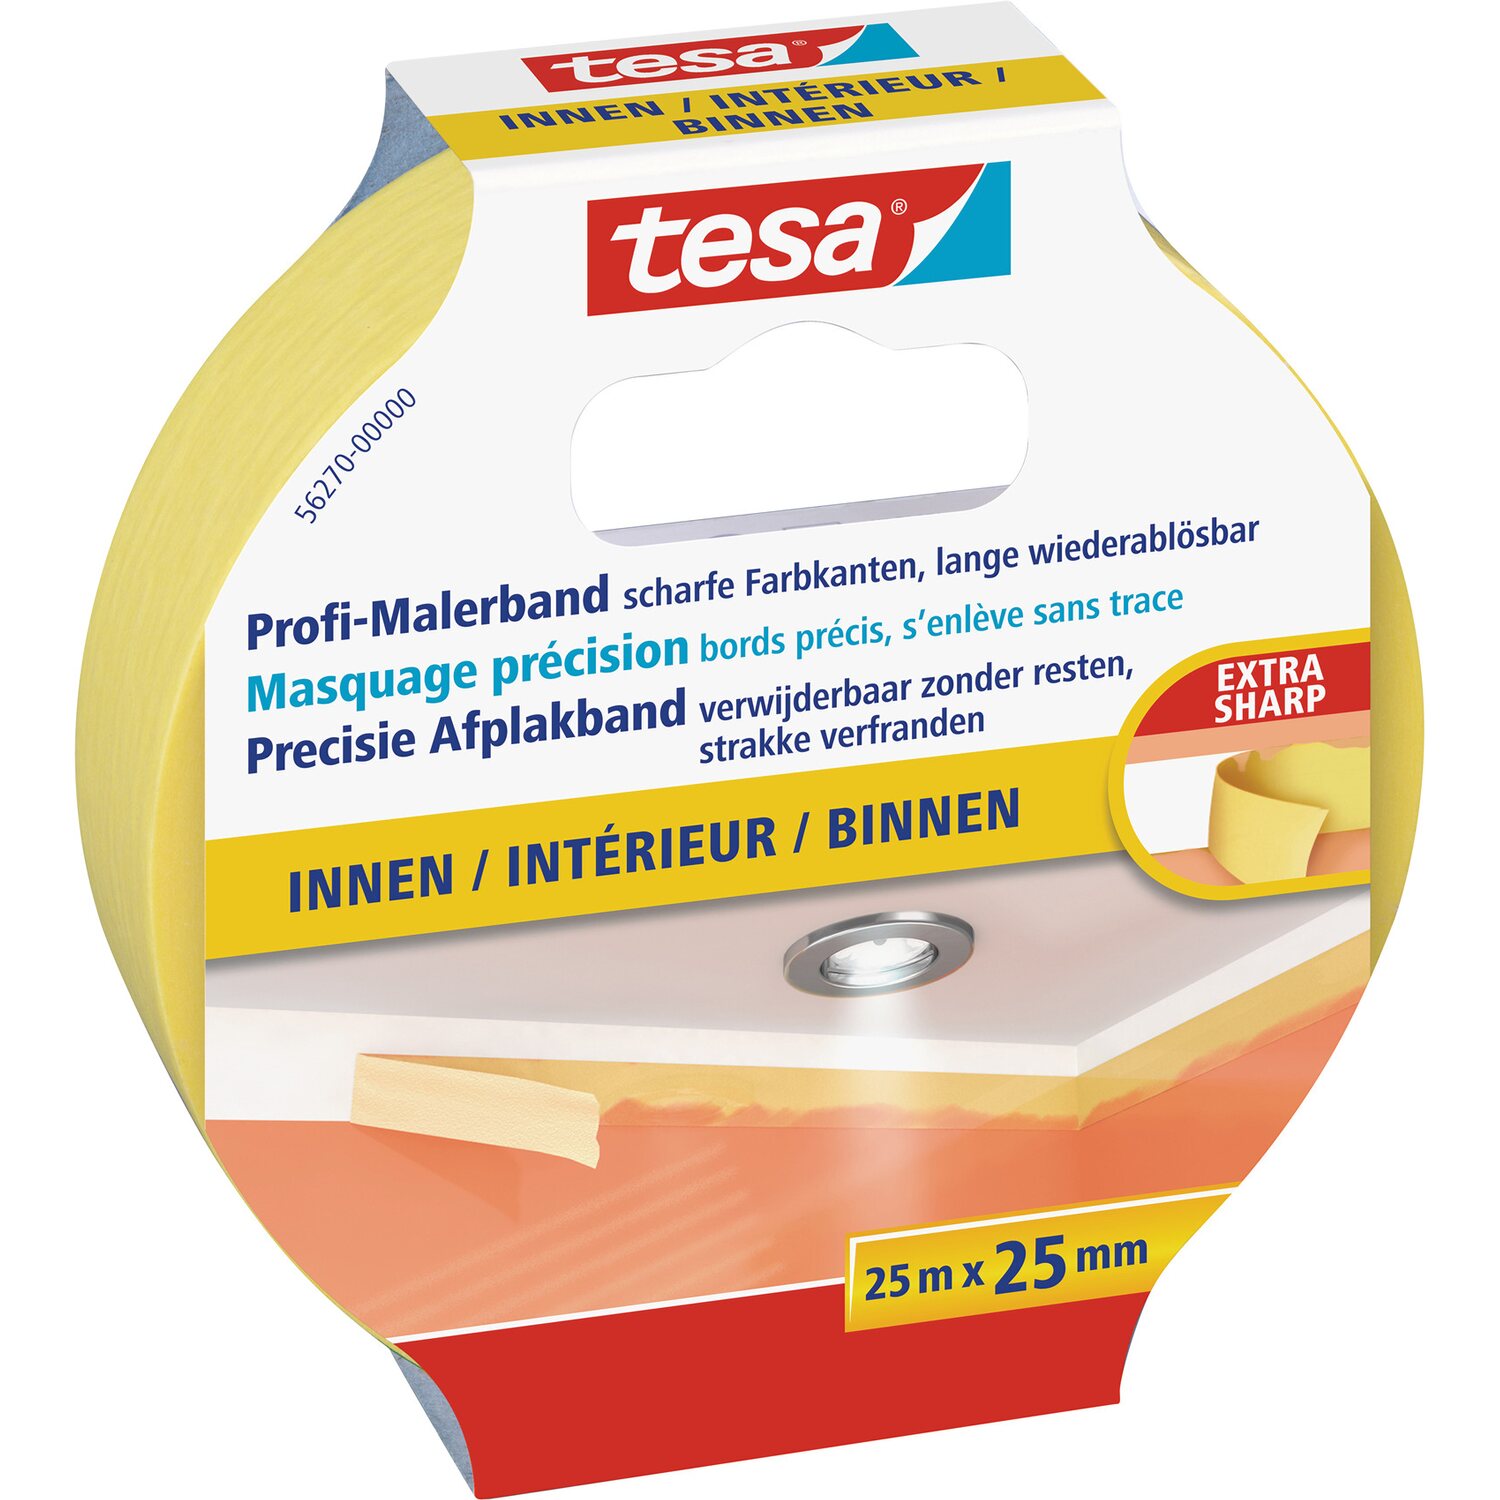 tesa®
INNEN / INTÉRIEUR /
BINNEN
tesa®
56270-00000
Profi-Malerband scharfe Farbkanten, lange wiederablösbar
Masquage précision bords précis, s'enlève sans trace
Precisie Afplakband verwijderbaar zonder resten,
strakke verfranden
EXTRA
SHARP
INNEN / INTÉRIEUR / BINNEN
25 m x 25 mm